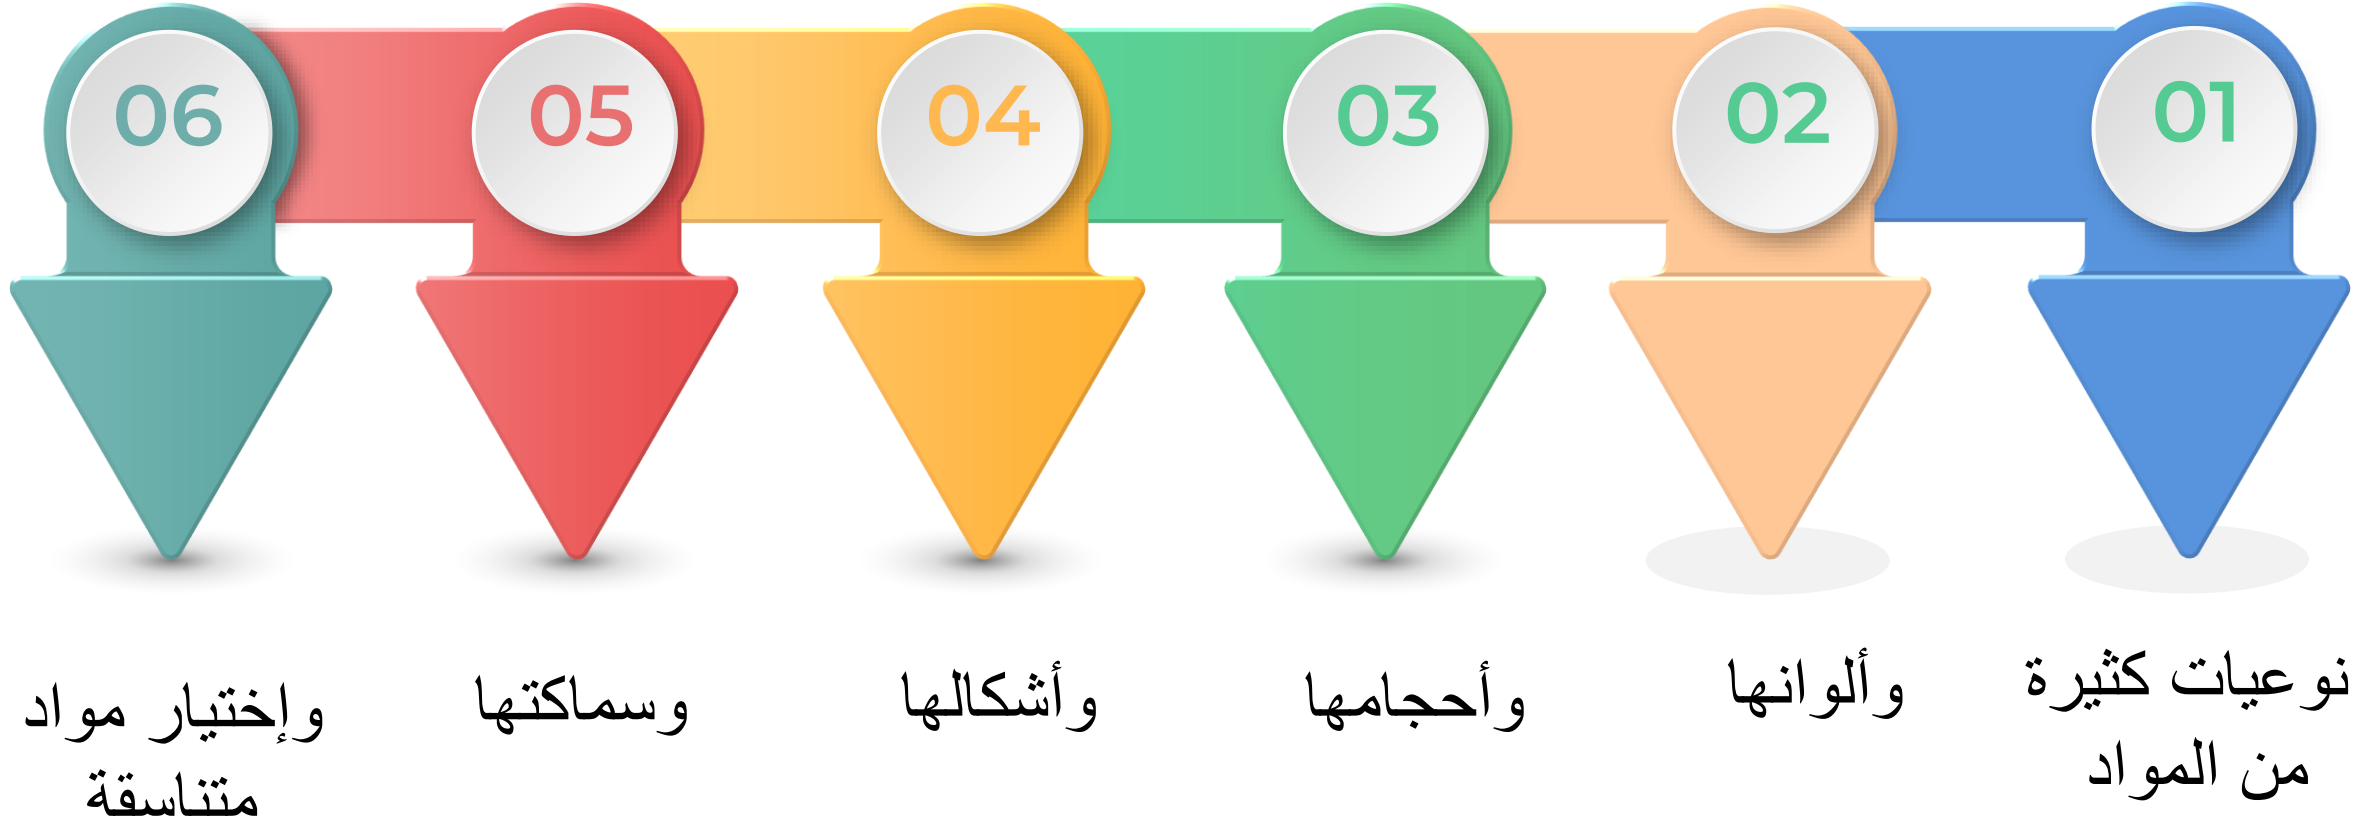 01
02
03
04
05
06
نوعيات كثيرة
من المواد
وألوانها
وأحجامها
وأشكالها
وسماكتها
وإختيار مواد
متناسقة